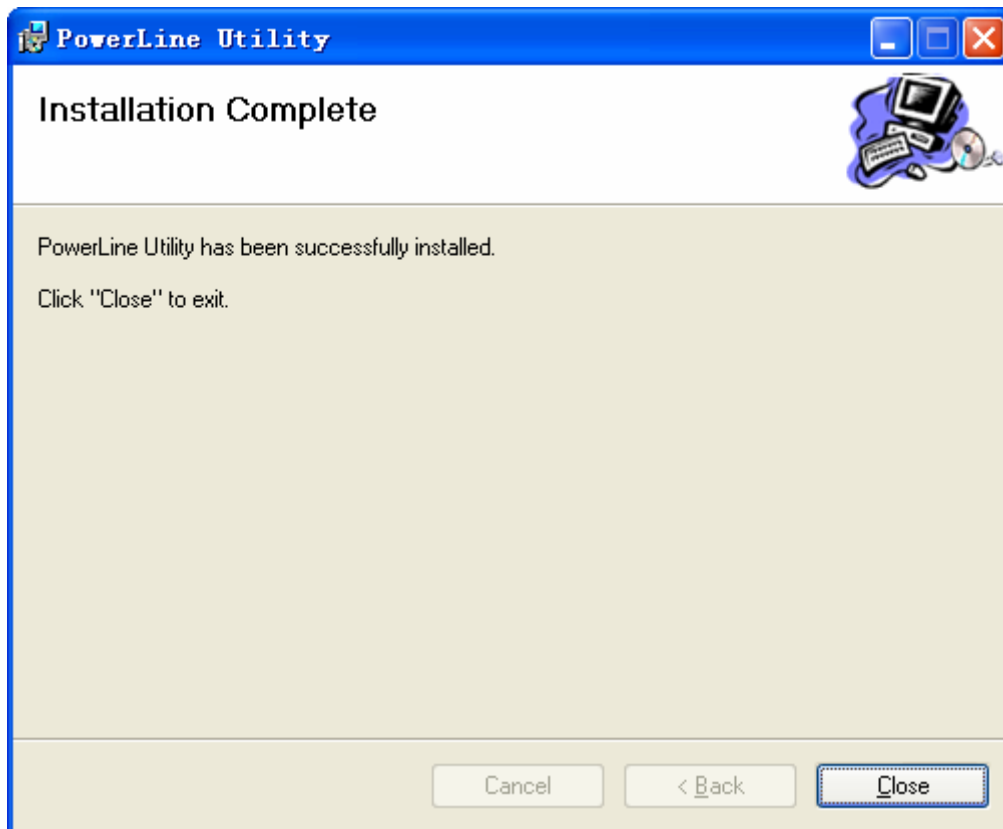 PowerLine Utility
Installation Complete
PowerLine Utility has been successfully installed.
Click "Close" to exit.
Cancel
< Back
Close